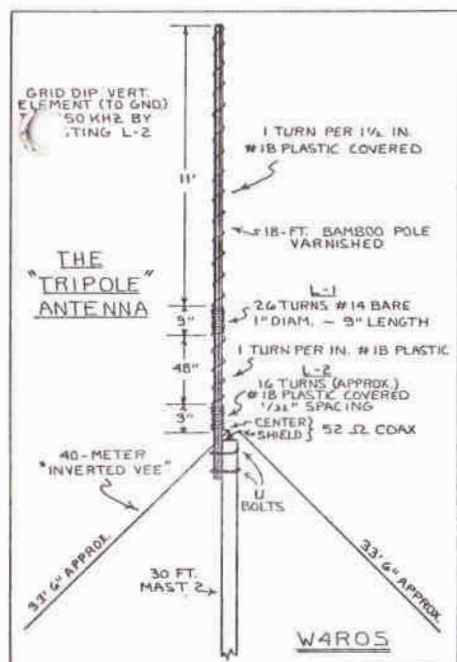 GRID DIP VERT.
ELEMENT (TO GND)
50 KHZ BY
TING L-2
11'
1 TURN PER 1 1/2 IN.
#18 PLASTIC COVERED
18-FT. BAMBOO POLE
VARNISHED
THE
"TRIPOLE"
ANTENNA
9"
L-1
26 TURNS #14 BARE
1" DIAM. ~ 9" LENGTH
48"
1 TURN PER IN. #18 PLASTIC
L-2
16 TURNS (APPROX.)
#18 PLASTIC COVERED
1/32" SPACING
3"
CENTER
SHIELD } 52 Ω COAX
40-METER
"INVERTED VEE"
U
BOLTS
33' 6" APPROX.
30 FT.
MAST
33' 6" APPROX.
W4ROS